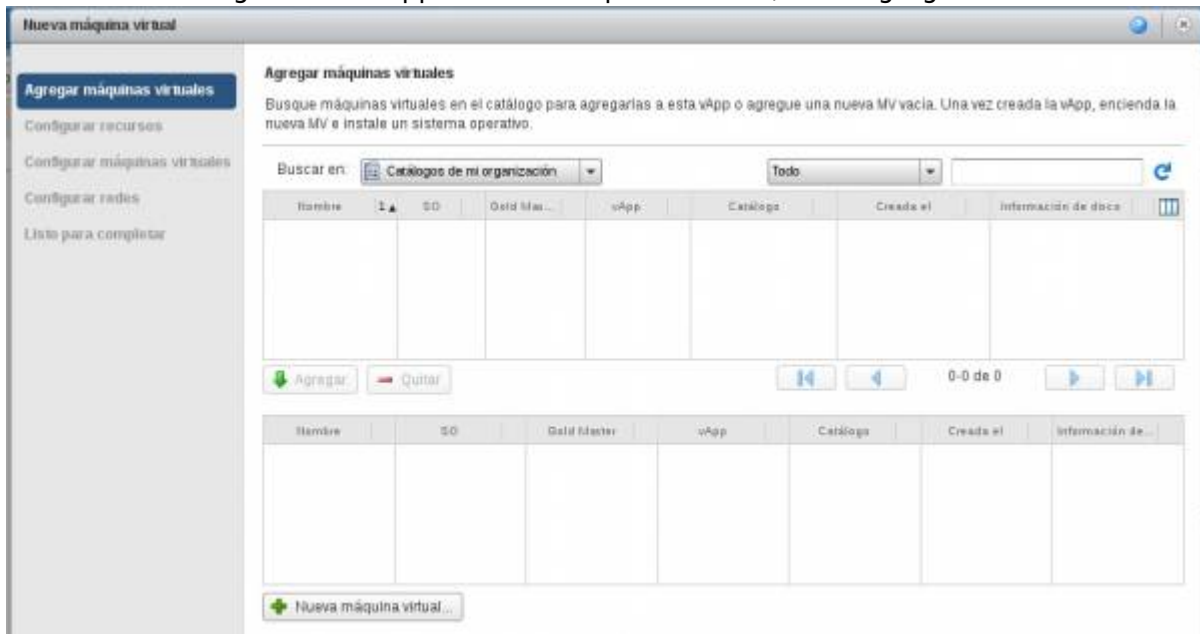 Nueva máquina virtual
Agregar máquinas virtuales
Configurar recursos
Configurar máquinas virtuales
Configurar redes
Listo para completar
Agregar máquinas virtuales
Busque máquinas virtuales en el catálogo para agregarlas a esta vApp o agregue una nueva MV vacía. Una vez creada la vApp, encienda la
nueva MV e instale un sistema operativo.
Buscar en: Catálogos de mi organización Todo
Nombre 1 SO Gold Mas... vApp Catálogo Creada el Información de docs
Agregar Quitar 0-0 de 0
Nombre SO Gold Master vApp Catálogo Creada el Información de...
Nueva máquina virtual...